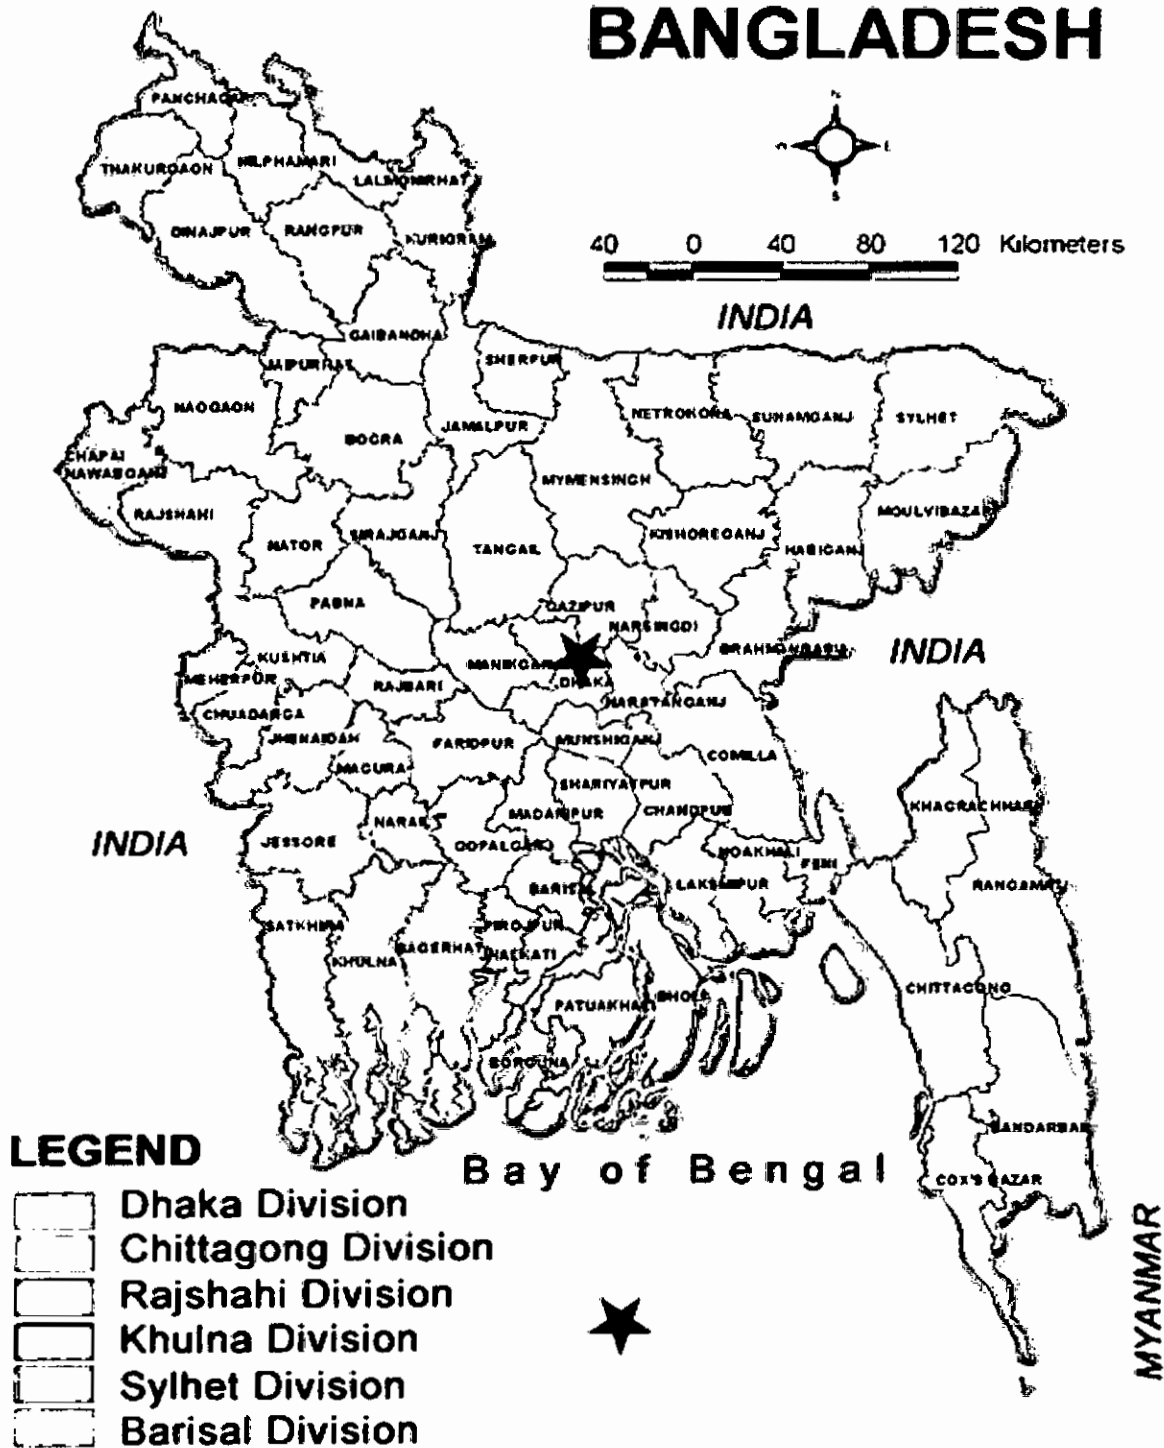 BANGLADESH
N
E
S
40 0 40 80 120 Kilometers
INDIA
PANCHAGAR
THAKURGAON
NILPHAMARI
LALMONIRHAT
DINAJPUR
RANGPUR
KURIGRAM
GAIBANDHA
JAIPURHAT
SHERPUR
NAOGAON
BOGRA
JAMALPUR
NETROKONA
SUNAMGANJ
SYLHET
CHAPAI
NAWABGANJ
RAJSHAHI
MYMENSINGH
MOULVIBAZAR
NATOR
SIRAJGANJ
TANGAIL
KISHOREGANJ
HABIGANJ
PABNA
GAZIPUR
NARSINGDI
KUSHTIA
MEHERPUR
MANIKGANJ
DHAKA
BRAHMANBARIA
INDIA
RAJBARI
NARAYANGANJ
CHUADANGA
JHENAIDAH
FARIDPUR
MUNSHIGANJ
COMILLA
MAGURA
SHARIYATPUR
MADARIPUR
CHANDPUR
KHAGRACHHARI
INDIA
JESSORE
NARAIL
GOPALGANJ
NOAKHALI
FENI
BARISAL
LAKSHMIPUR
RANGAMATI
SATKHIRA
KHULNA
BAGERHAT
PIROJPUR
JHALKATI
PATUAKHALI
BHOLA
CHITTAGONG
BORGUNA
BANDARBAN
COX'S BAZAR
Bay of Bengal
MYANMAR
LEGEND
Dhaka Division
Chittagong Division
Rajshahi Division
Khulna Division
Sylhet Division
Barisal Division